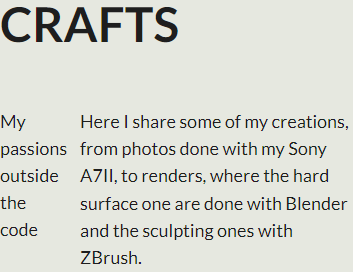 CRAFTS
My
passions
outside
the
code
Here I share some of my creations,
from photos done with my Sony
A7II, to renders, where the hard
surface one are done with Blender
and the sculpting ones with
ZBrush.